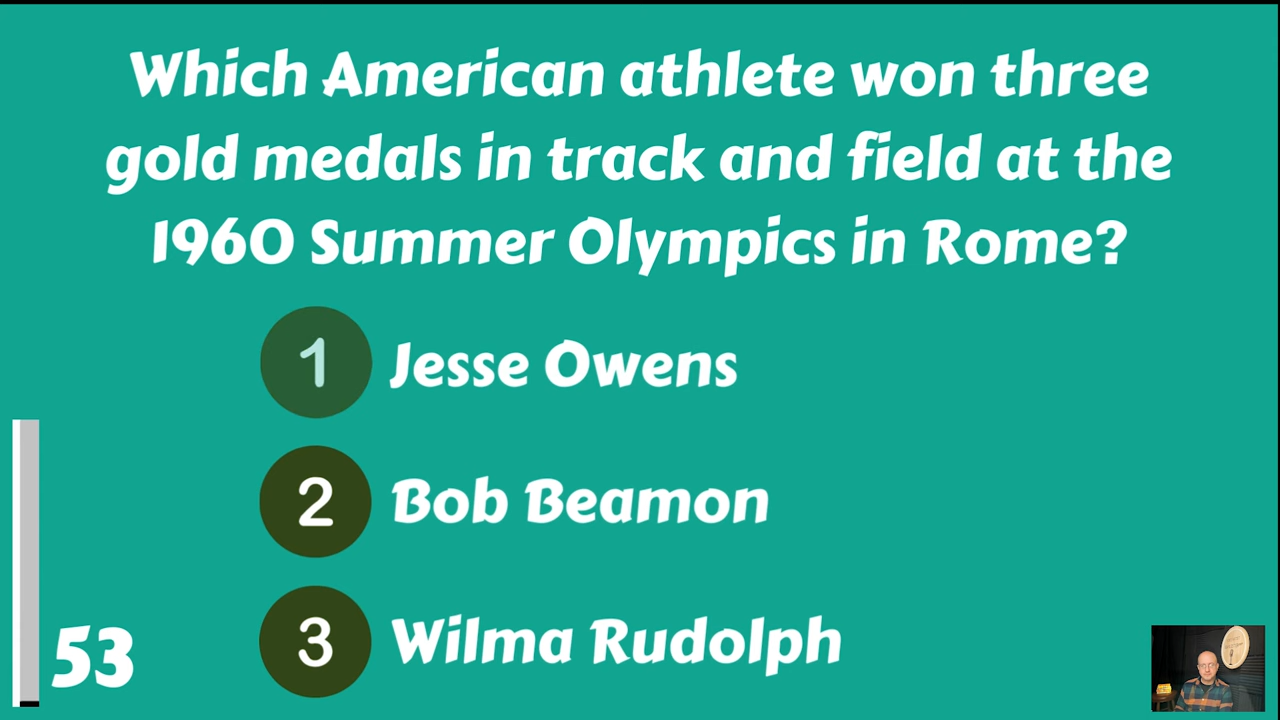 Which American athlete won three
gold medals in track and field at the
1960 Summer Olympics in Rome?
1 Jesse Owens
2 Bob Beamon
3 Wilma Rudolph
53